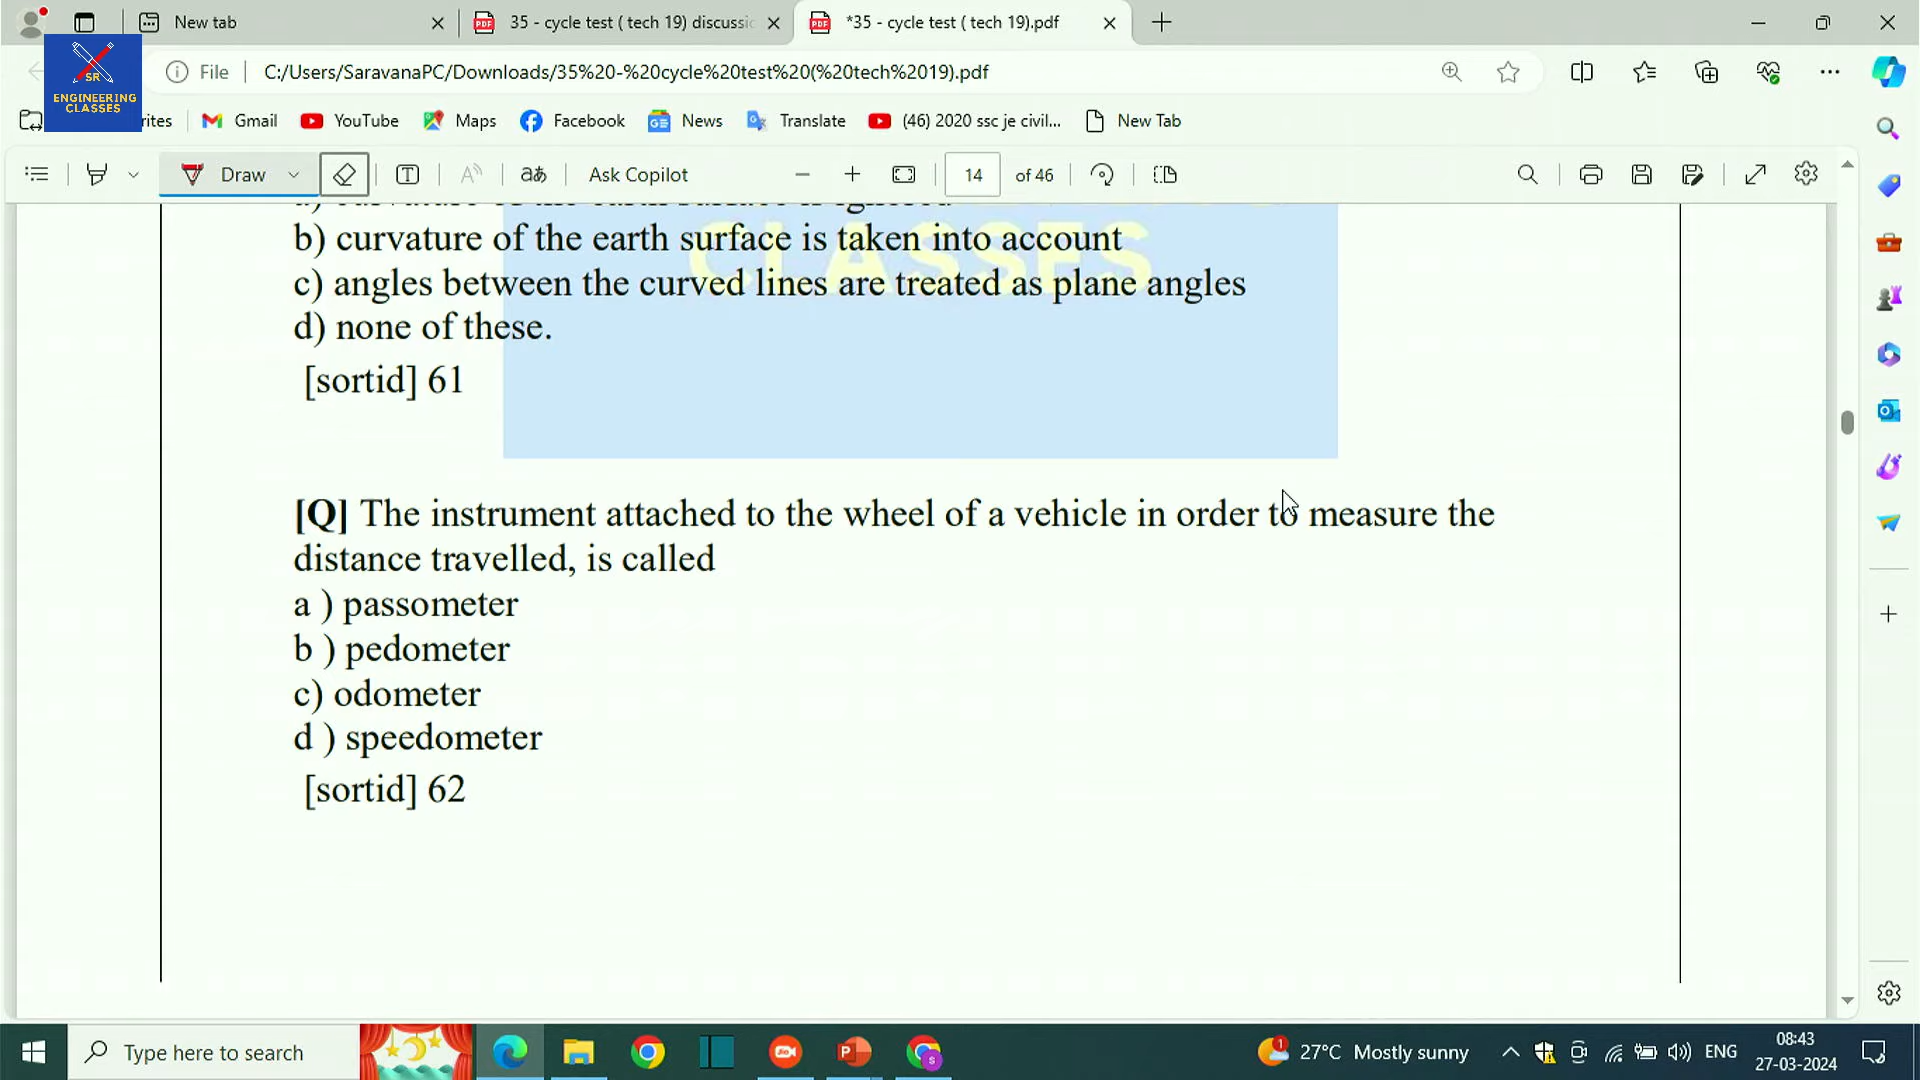 New tab
35 - cycle test ( tech 19) discussi
*35 - cycle test ( tech 19).pdf
SR
ENGINEERING
CLASSES
File
C:/Users/SaravanaPC/Downloads/35%20-%20cycle%20test%20(%20tech%2019).pdf
rites
Gmail
YouTube
Maps
Facebook
News
Translate
(46) 2020 ssc je civil...
New Tab
Draw
Ask Copilot
14
of 46
CLASSES
b) curvature of the earth surface is taken into account
c) angles between the curved lines are treated as plane angles
d) none of these.
[sortid] 61
[Q] The instrument attached to the wheel of a vehicle in order to measure the
distance travelled, is called
a ) passometer
b ) pedometer
c) odometer
d ) speedometer
[sortid] 62
Type here to search
27°C Mostly sunny
ENG
08:43
27-03-2024